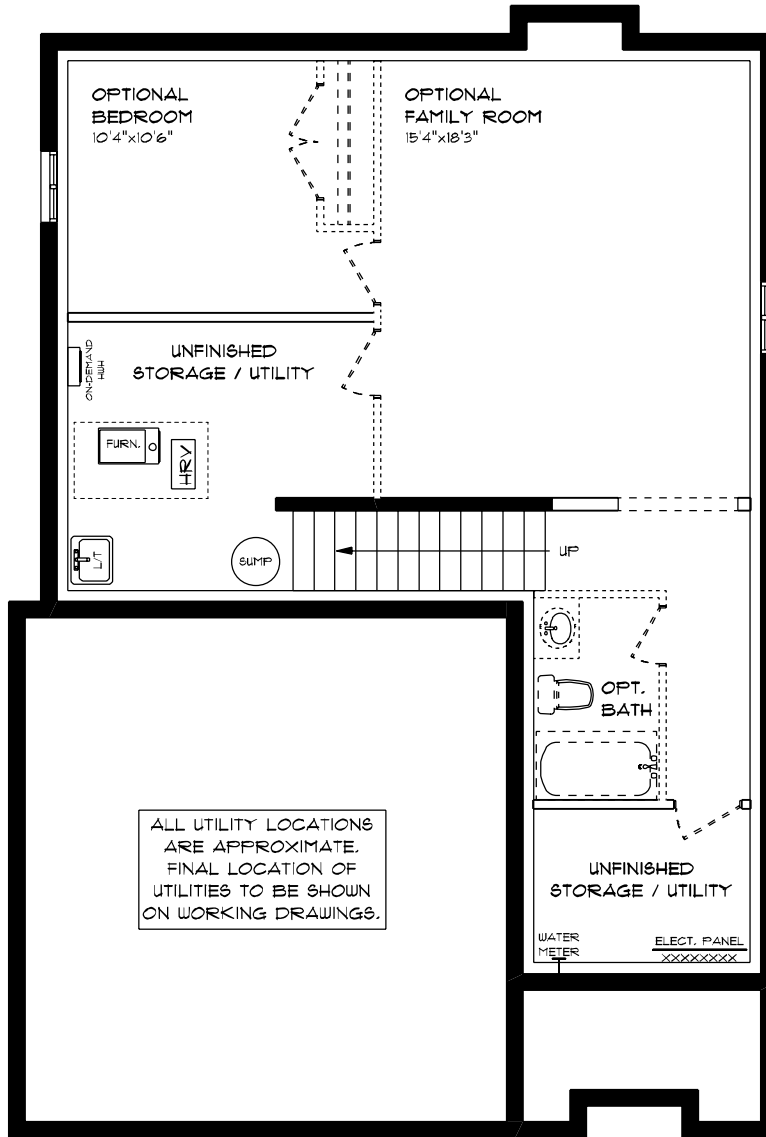 OPTIONAL
BEDROOM
10'4"x10'6"
OPTIONAL
FAMILY ROOM
15'4"x18'3"
UNFINISHED
STORAGE / UTILITY
ON-DEMAND
HWH
FURN.
HRV
L/T
SUMP
UP
OPT.
BATH
ALL UTILITY LOCATIONS
ARE APPROXIMATE.
FINAL LOCATION OF
UTILITIES TO BE SHOWN
ON WORKING DRAWINGS.
UNFINISHED
STORAGE / UTILITY
WATER
METER
ELECT. PANEL
XXXXXXXX